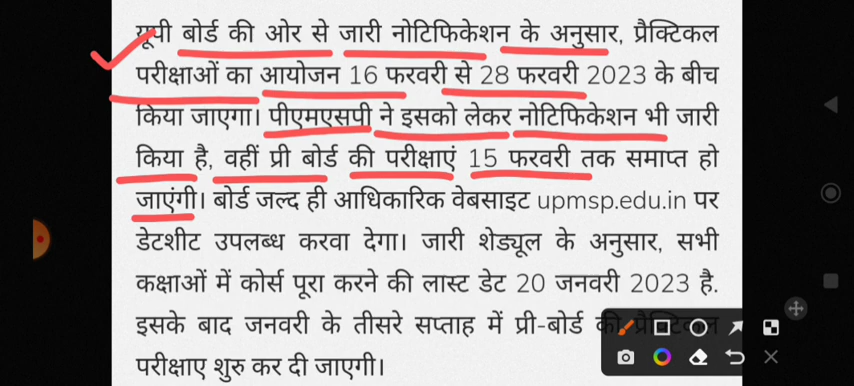 यूपी बोर्ड की ओर से जारी नोटिफिकेशन के अनुसार, प्रैक्टिकल
परीक्षाओं का आयोजन 16 फरवरी से 28 फरवरी 2023 के बीच
किया जाएगा। पीएमएसपी ने इसको लेकर नोटिफिकेशन भी जारी
किया है, वहीं प्री बोर्ड की परीक्षाएं 15 फरवरी तक समाप्त हो
जाएंगी। बोर्ड जल्द ही आधिकारिक वेबसाइट upmsp.edu.in पर
डेटशीट उपलब्ध करवा देगा। जारी शेड्यूल के अनुसार, सभी
कक्षाओं में कोर्स पूरा करने की लास्ट डेट 20 जनवरी 2023 है.
इसके बाद जनवरी के तीसरे सप्ताह में प्री-बोर्ड की प्रैक्टिकल
परीक्षाए शुरु कर दी जाएगी।